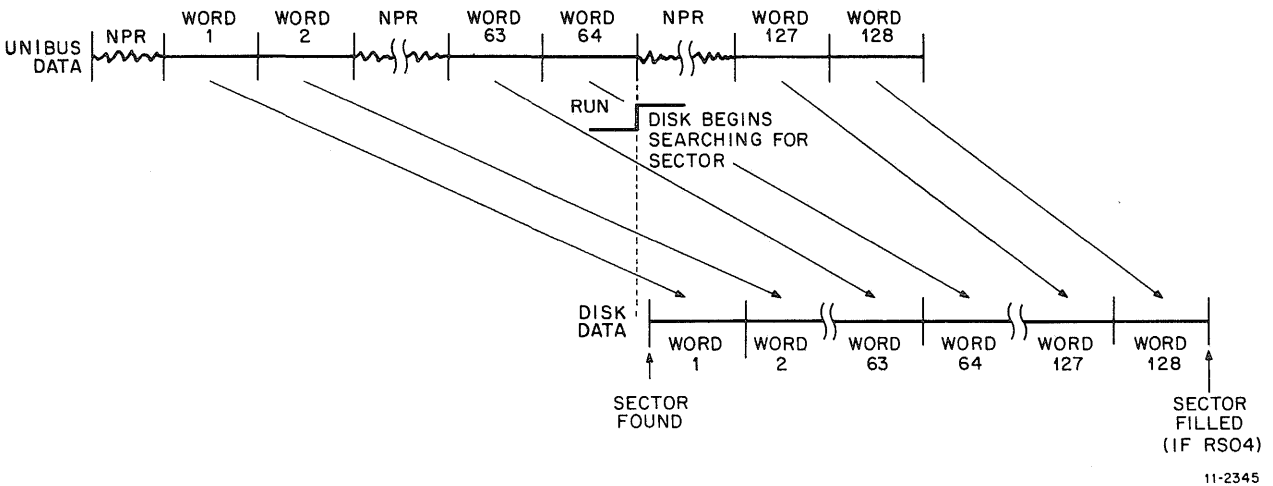 UNIBUS
DATA
NPR
WORD
1
WORD
2
NPR
WORD
63
WORD
64
NPR
WORD
127
WORD
128
RUN
DISK BEGINS
SEARCHING FOR
SECTOR
DISK
DATA
WORD
1
WORD
2
WORD
63
WORD
64
WORD
127
WORD
128
SECTOR
FOUND
SECTOR
FILLED
(IF RS04)
11-2345